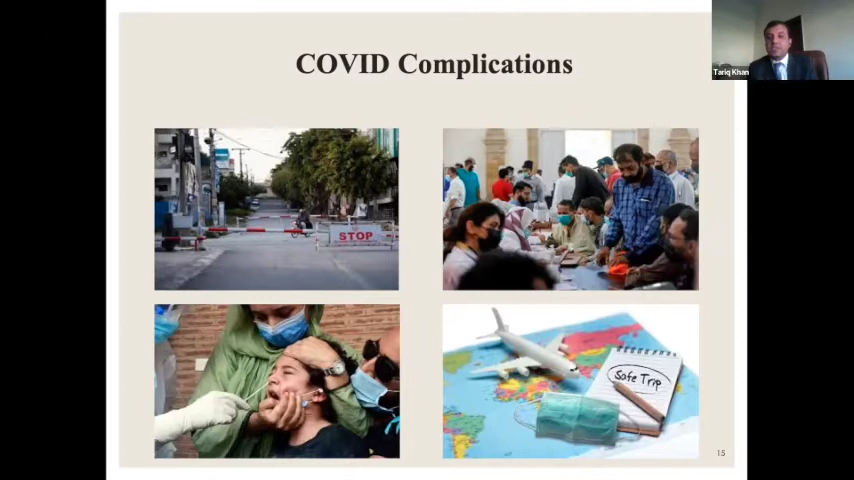 COVID Complications
Tariq Khan
STOP
Safe Trip
15